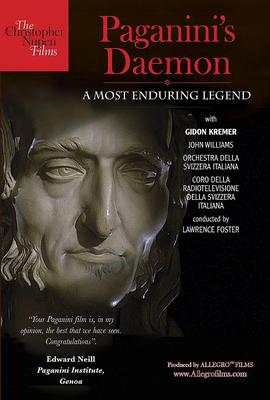 The
Christopher
Nupen
Films
Paganini's
Daemon
A MOST ENDURING LEGEND
with
GIDON KREMER
JOHN WILLIAMS
ORCHESTRA DELLA
SVIZZERA ITALIANA
CORO DELLA
RADIOTELEVISIONE
DELLA SVIZZERA
ITALIANA
conducted by
LAWRENCE FOSTER
"Your Paganini film is, in my
opinion, the best that we have seen.
Congratulations".
Edward Neill
Paganini Institute,
Genoa
Produced by ALLEGRO™ FILMS
www.Allegrofilms.com